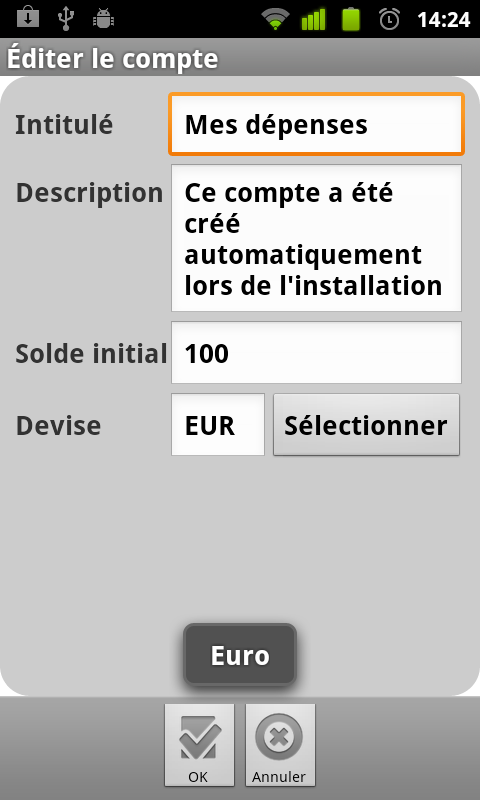 14:24
Éditer le compte
Intitulé
Mes dépenses
Description
Ce compte a été
créé
automatiquement
lors de l'installation
Solde initial
100
Devise
EUR
Sélectionner
Euro
OK
Annuler